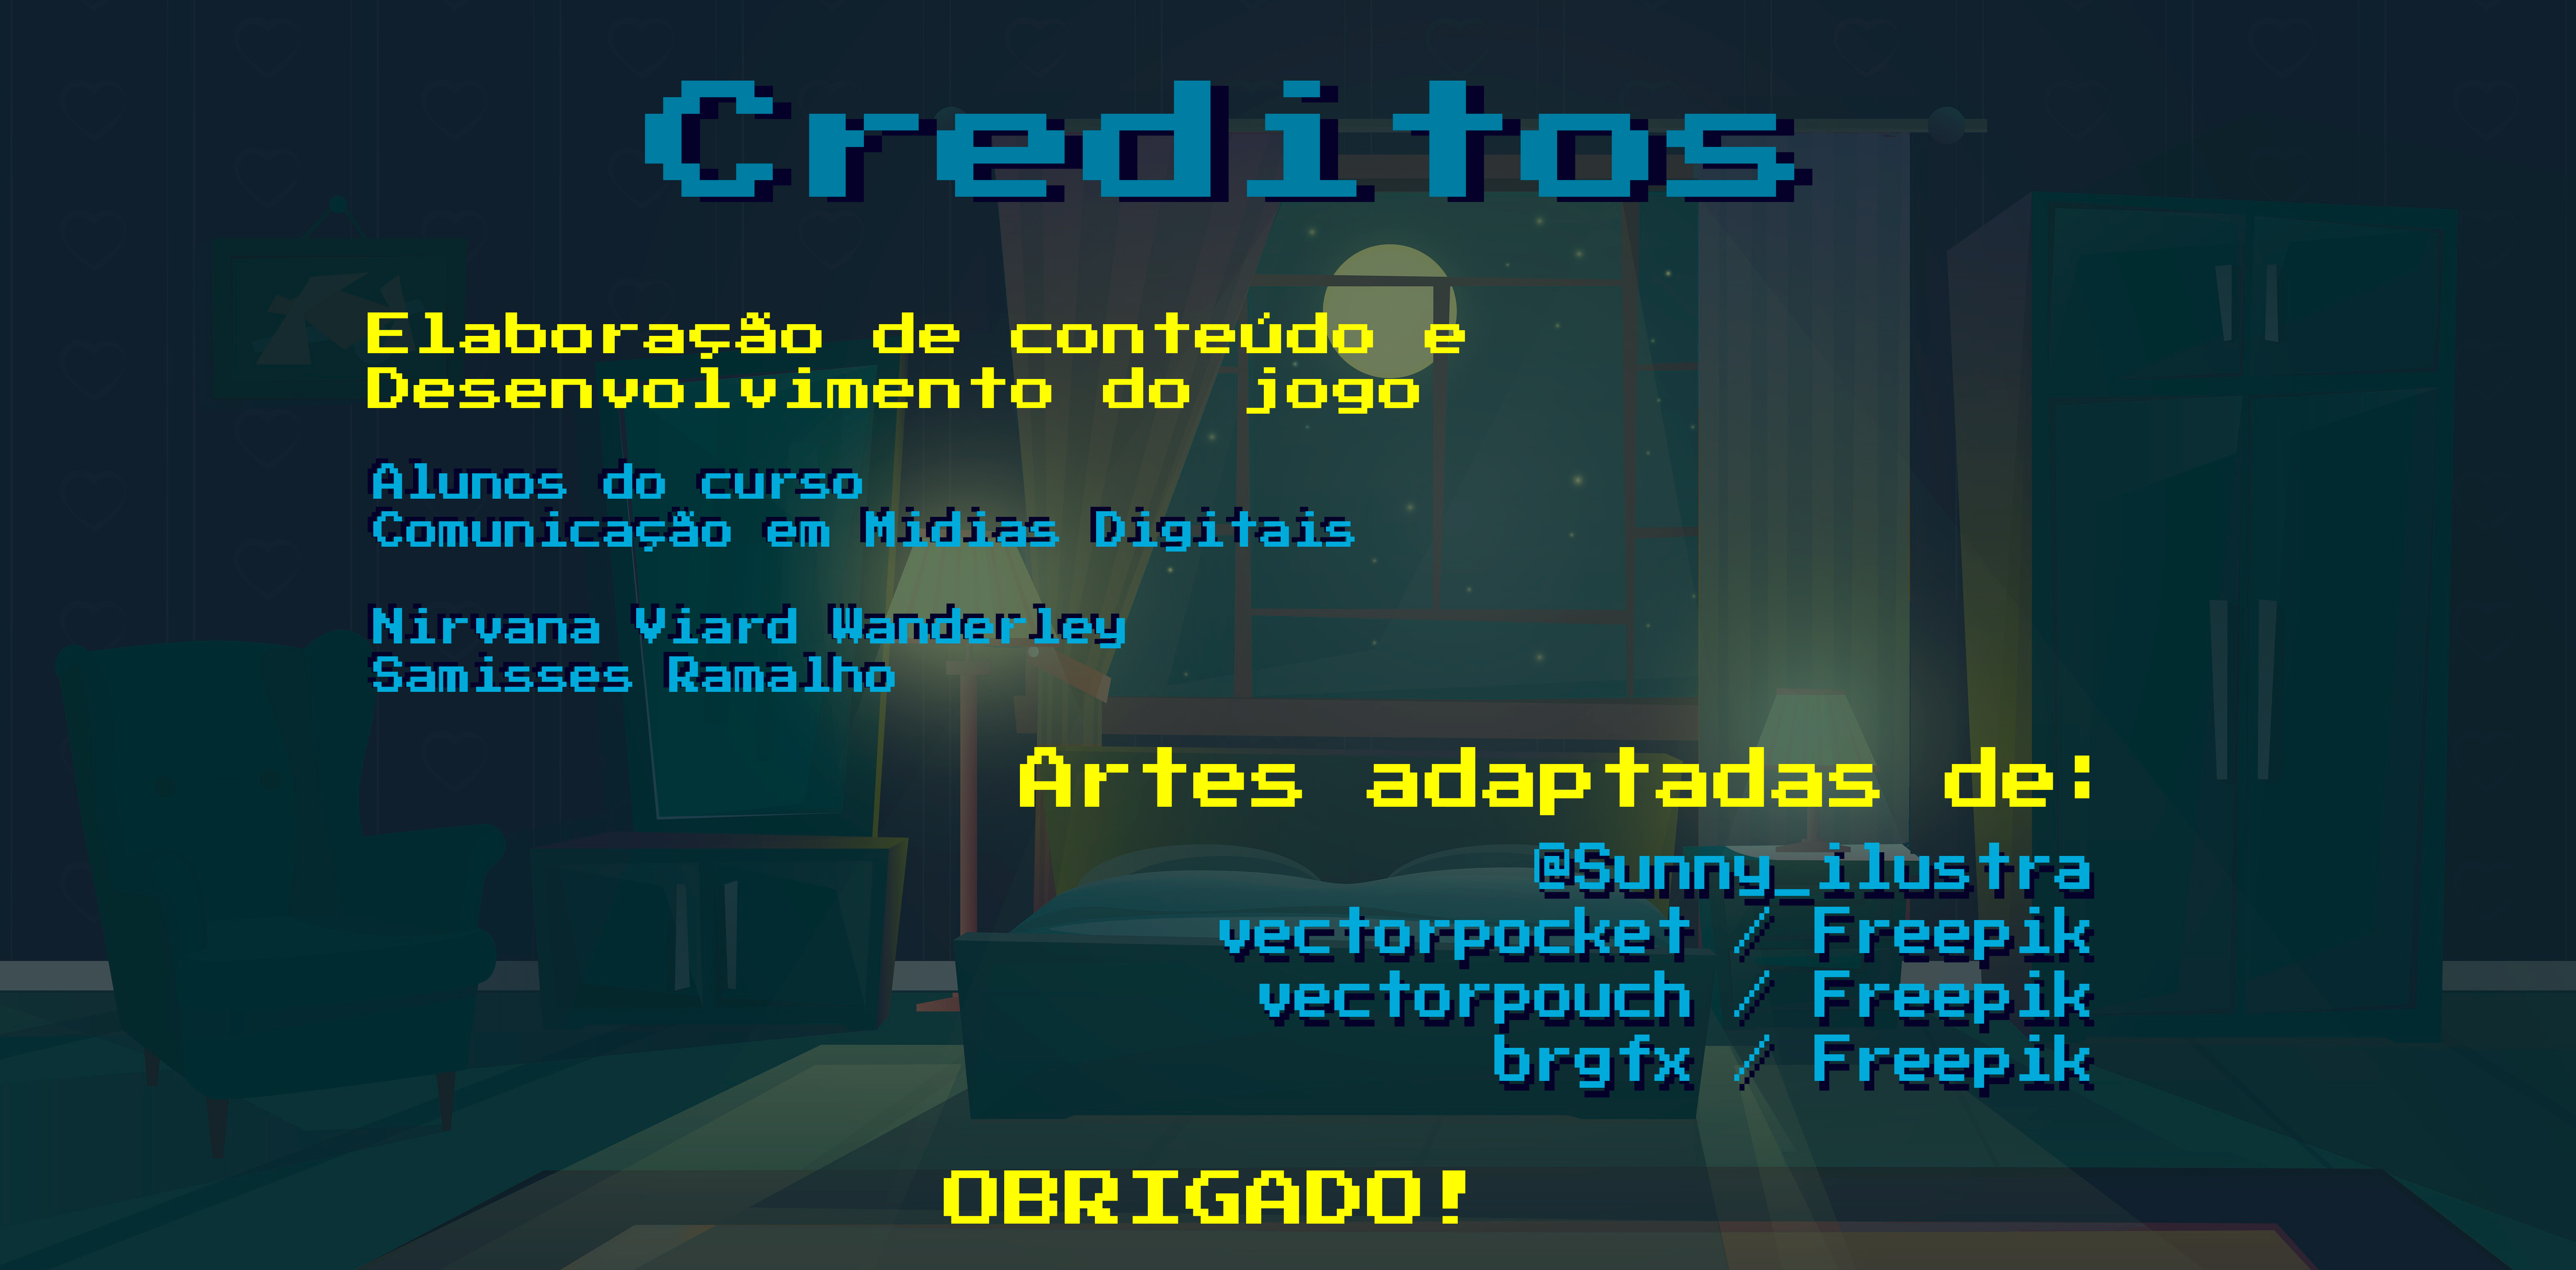 Creditos
Elaboração de conteúdo e
Desenvolvimento do jogo
Alunos do curso
Comunicação em Midias Digitais
Nirvana Viard Wanderley
Samisses Ramalho
Artes adaptadas de:
@Sunny_ilustra
vectorpocket / Freepik
vectorpouch / Freepik
brgfx / Freepik
OBRIGADO!